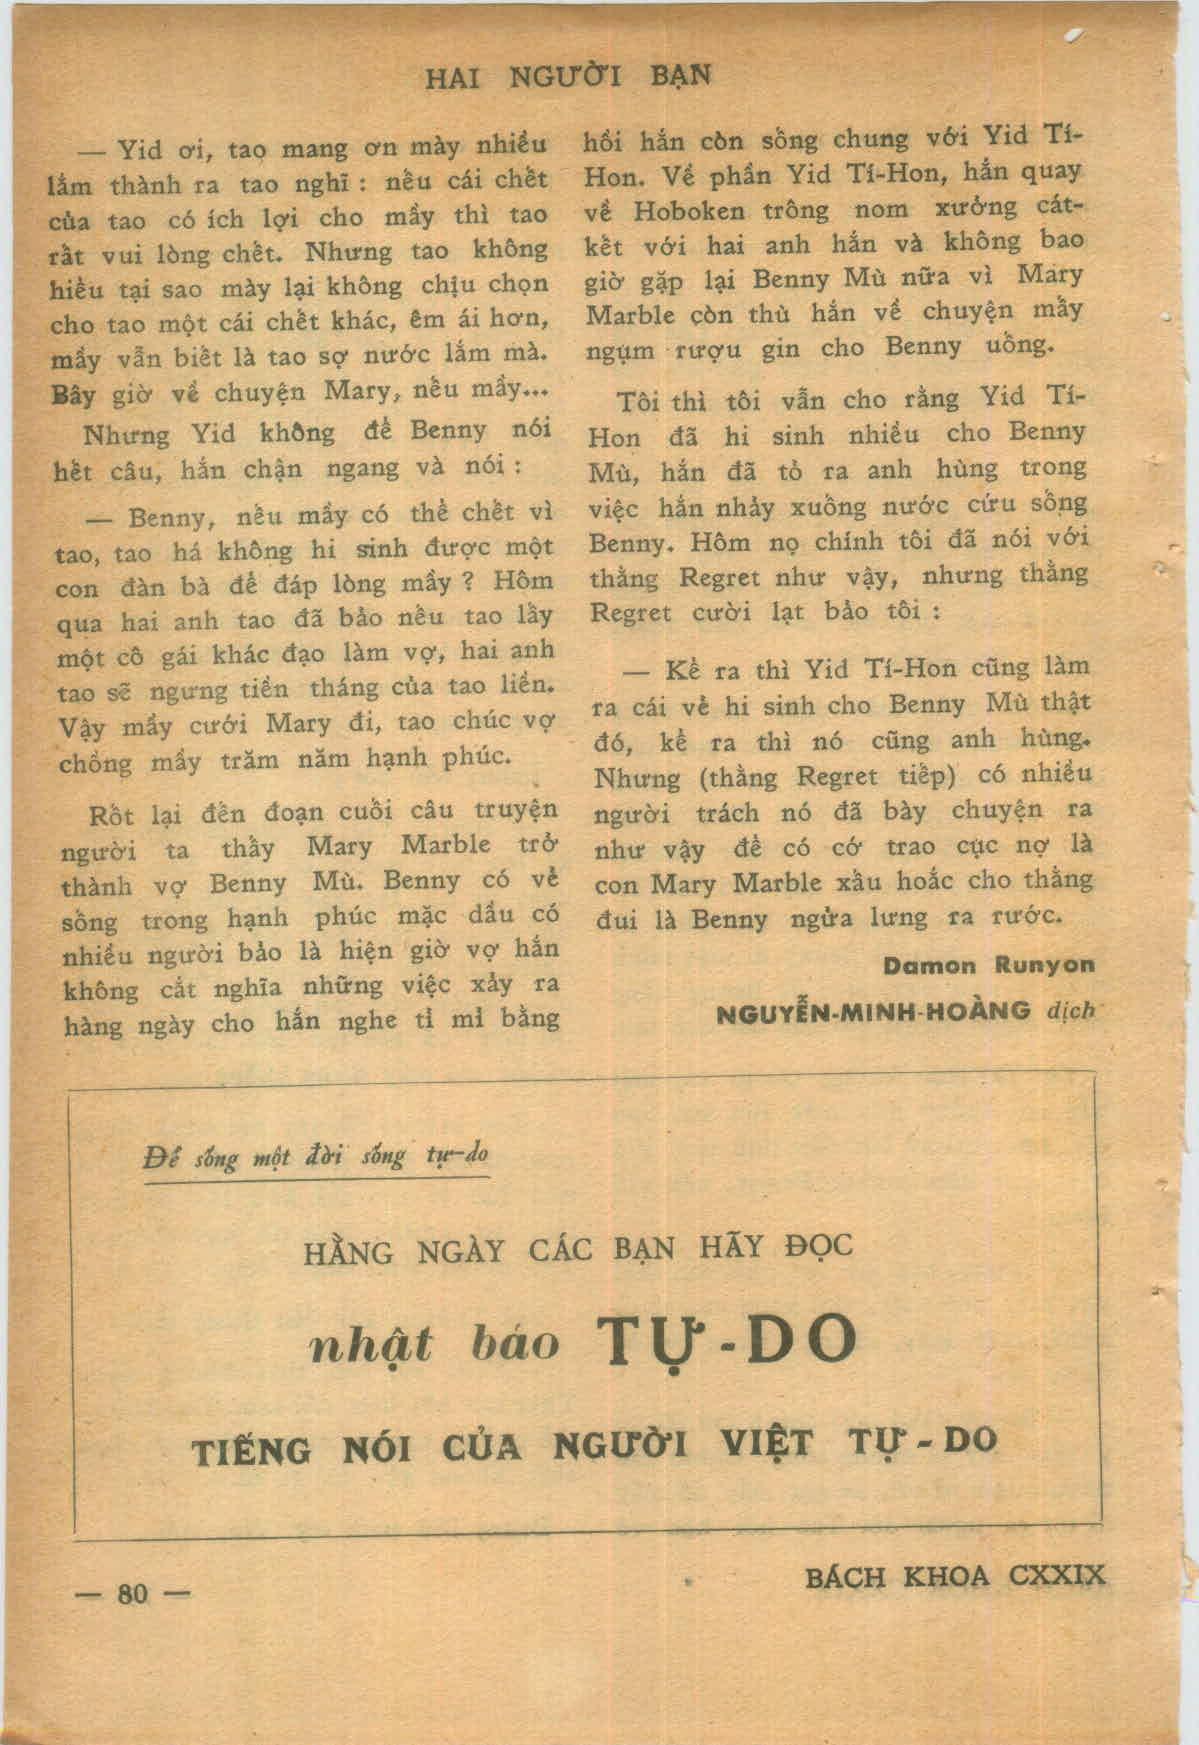 HAI NGƯỜI BẠN
— Yid ơi, tao mang ơn mày nhiều
lắm thành ra tao nghĩ : nếu cái chết
của tao có ích lợi cho mầy thì tao
rất vui lòng chết. Nhưng tao không
hiểu tại sao mày lại không chịu chọn
cho tao một cái chết khác, êm ái hơn,
mầy vẫn biết là tao sợ nước lắm mà.
Bây giờ về chuyện Mary, nếu mầy...
Nhưng Yid không để Benny nói
hết câu, hắn chận ngang và nói :
— Benny, nếu mầy có thể chết vì
tao, tao há không hi sinh được một
con đàn bà để đáp lòng mầy ? Hôm
qua hai anh tao đã bảo nếu tao lấy
một cô gái khác đạo làm vợ, hai anh
tao sẽ ngưng tiền tháng của tao liền.
Vậy mầy cưới Mary đi, tao chúc vợ
chồng mầy trăm năm hạnh phúc.
Rốt lại đến đoạn cuối câu truyện
người ta thấy Mary Marble trở
thành vợ Benny Mù. Benny có vẻ
sống trong hạnh phúc mặc dầu có
nhiều người bảo là hiện giờ vợ hắn
không cắt nghĩa những việc xảy ra
hàng ngày cho hắn nghe tỉ mỉ bằng
hồi hắn còn sống chung với Yid Tí-
Hon. Về phần Yid Tí-Hon, hắn quay
về Hoboken trông nom xưởng cát-
kết với hai anh hắn và không bao
giờ gặp lại Benny Mù nữa vì Mary
Marble còn thù hắn về chuyện mấy
ngụm rượu gin cho Benny uống.
Tôi thì tôi vẫn cho rằng Yid Tí-
Hon đã hi sinh nhiều cho Benny
Mù, hắn đã tỏ ra anh hùng trong
việc hắn nhảy xuống nước cứu sống
Benny. Hôm nọ chính tôi đã nói với
thằng Regret như vậy, nhưng thằng
Regret cười lạt bảo tôi :
— Kể ra thì Yid Tí-Hon cũng làm
ra cái vẻ hi sinh cho Benny Mù thật
đó, kể ra thì nó cũng anh hùng.
Nhưng (thằng Regret tiếp) có nhiều
người trách nó đã bày chuyện ra
như vậy để có cớ trao cục nợ là
con Mary Marble xấu hoắc cho thằng
đui là Benny ngửa lưng ra rước.
Damon Runyon
NGUYỄN-MINH-HOÀNG dịch
Để sống một đời sống tự-do
HẰNG NGÀY CÁC BẠN HÃY ĐỌC
nhật báo TỰ-DO
TIẾNG NÓI CỦA NGƯỜI VIỆT TỰ-DO
— 80 —
BÁCH KHOA CXXIX